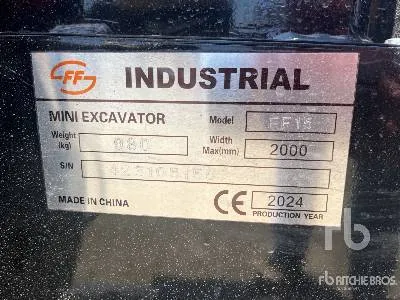 FF INDUSTRIAL
MINI EXCAVATOR Model FF15
Weight (kg) 980 Width Max(mm) 2000
S/N
MADE IN CHINA CE 2024
PRODUCTION YEAR
rb
rb RITCHIE BROS.